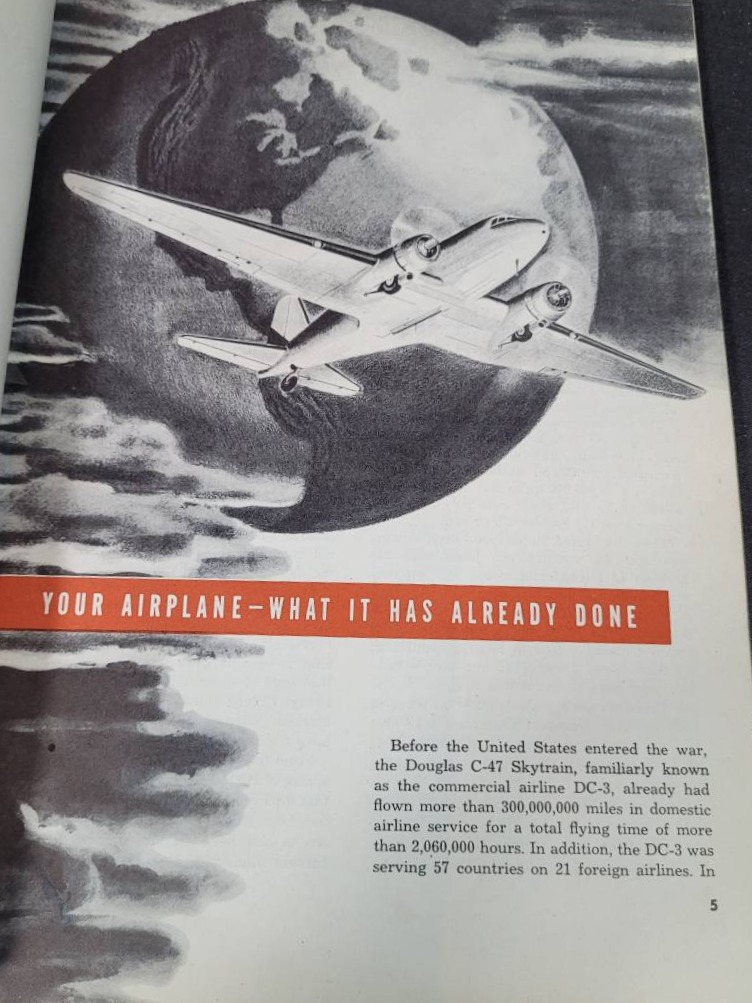 YOUR AIRPLANE—WHAT IT HAS ALREADY DONE
Before the United States entered the war,
the Douglas C-47 Skytrain, familiarly known
as the commercial airline DC-3, already had
flown more than 300,000,000 miles in domestic
airline service for a total flying time of more
than 2,060,000 hours. In addition, the DC-3 was
serving 57 countries on 21 foreign airlines. In
5